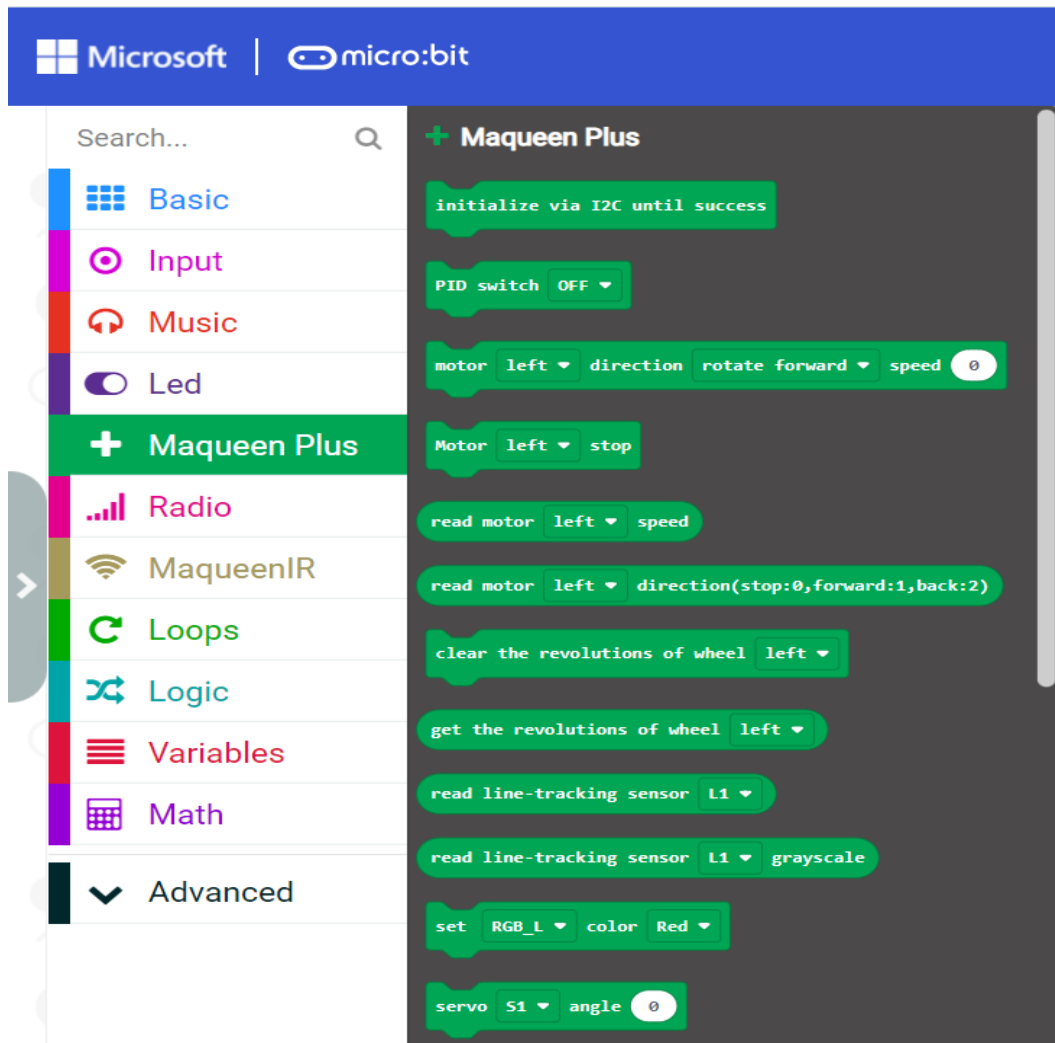 Microsoft | micro:bit
Search...
Basic
Input
Music
Led
Maqueen Plus
Radio
MaqueenIR
Loops
Logic
Variables
Math
Advanced
Maqueen Plus
initialize via I2C until success
PID switch OFF
motor left direction rotate forward speed 0
Motor left stop
read motor left speed
read motor left direction(stop:0,forward:1,back:2)
clear the revolutions of wheel left
get the revolutions of wheel left
read line-tracking sensor L1
read line-tracking sensor L1 grayscale
set RGB_L color Red
servo S1 angle 0